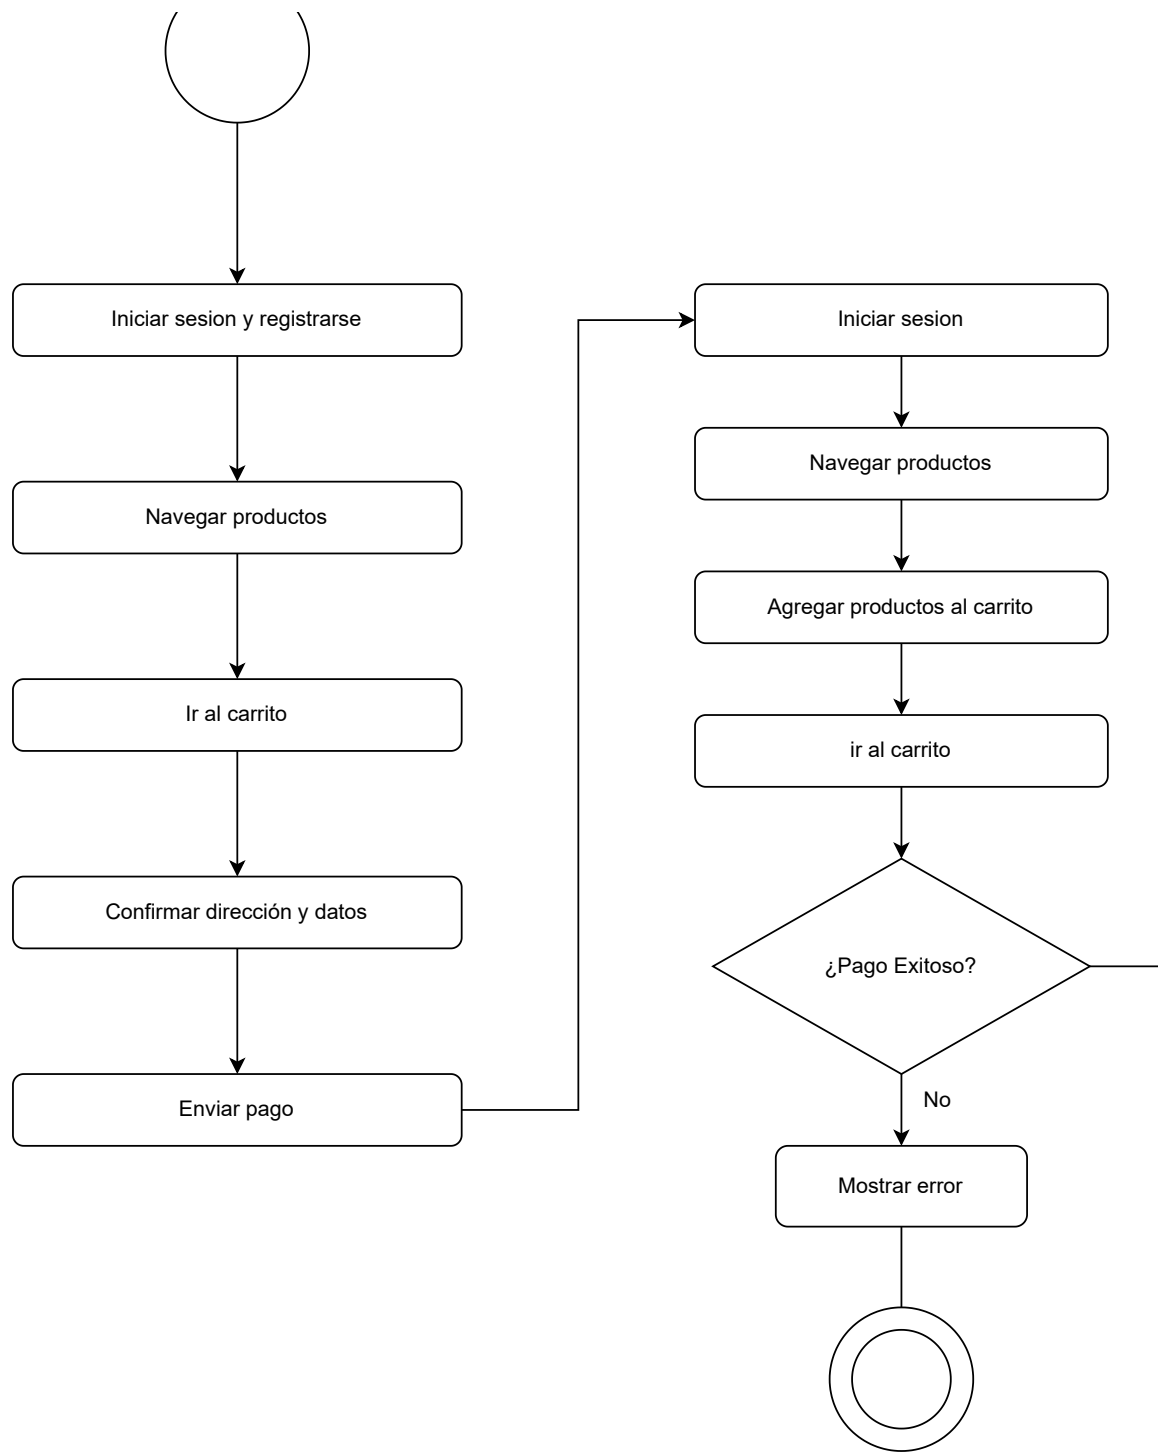 Iniciar sesion y registrarse
Navegar productos
Ir al carrito
Confirmar dirección y datos
Enviar pago
Iniciar sesion
Navegar productos
Agregar productos al carrito
ir al carrito
¿Pago Exitoso?
No
Mostrar error